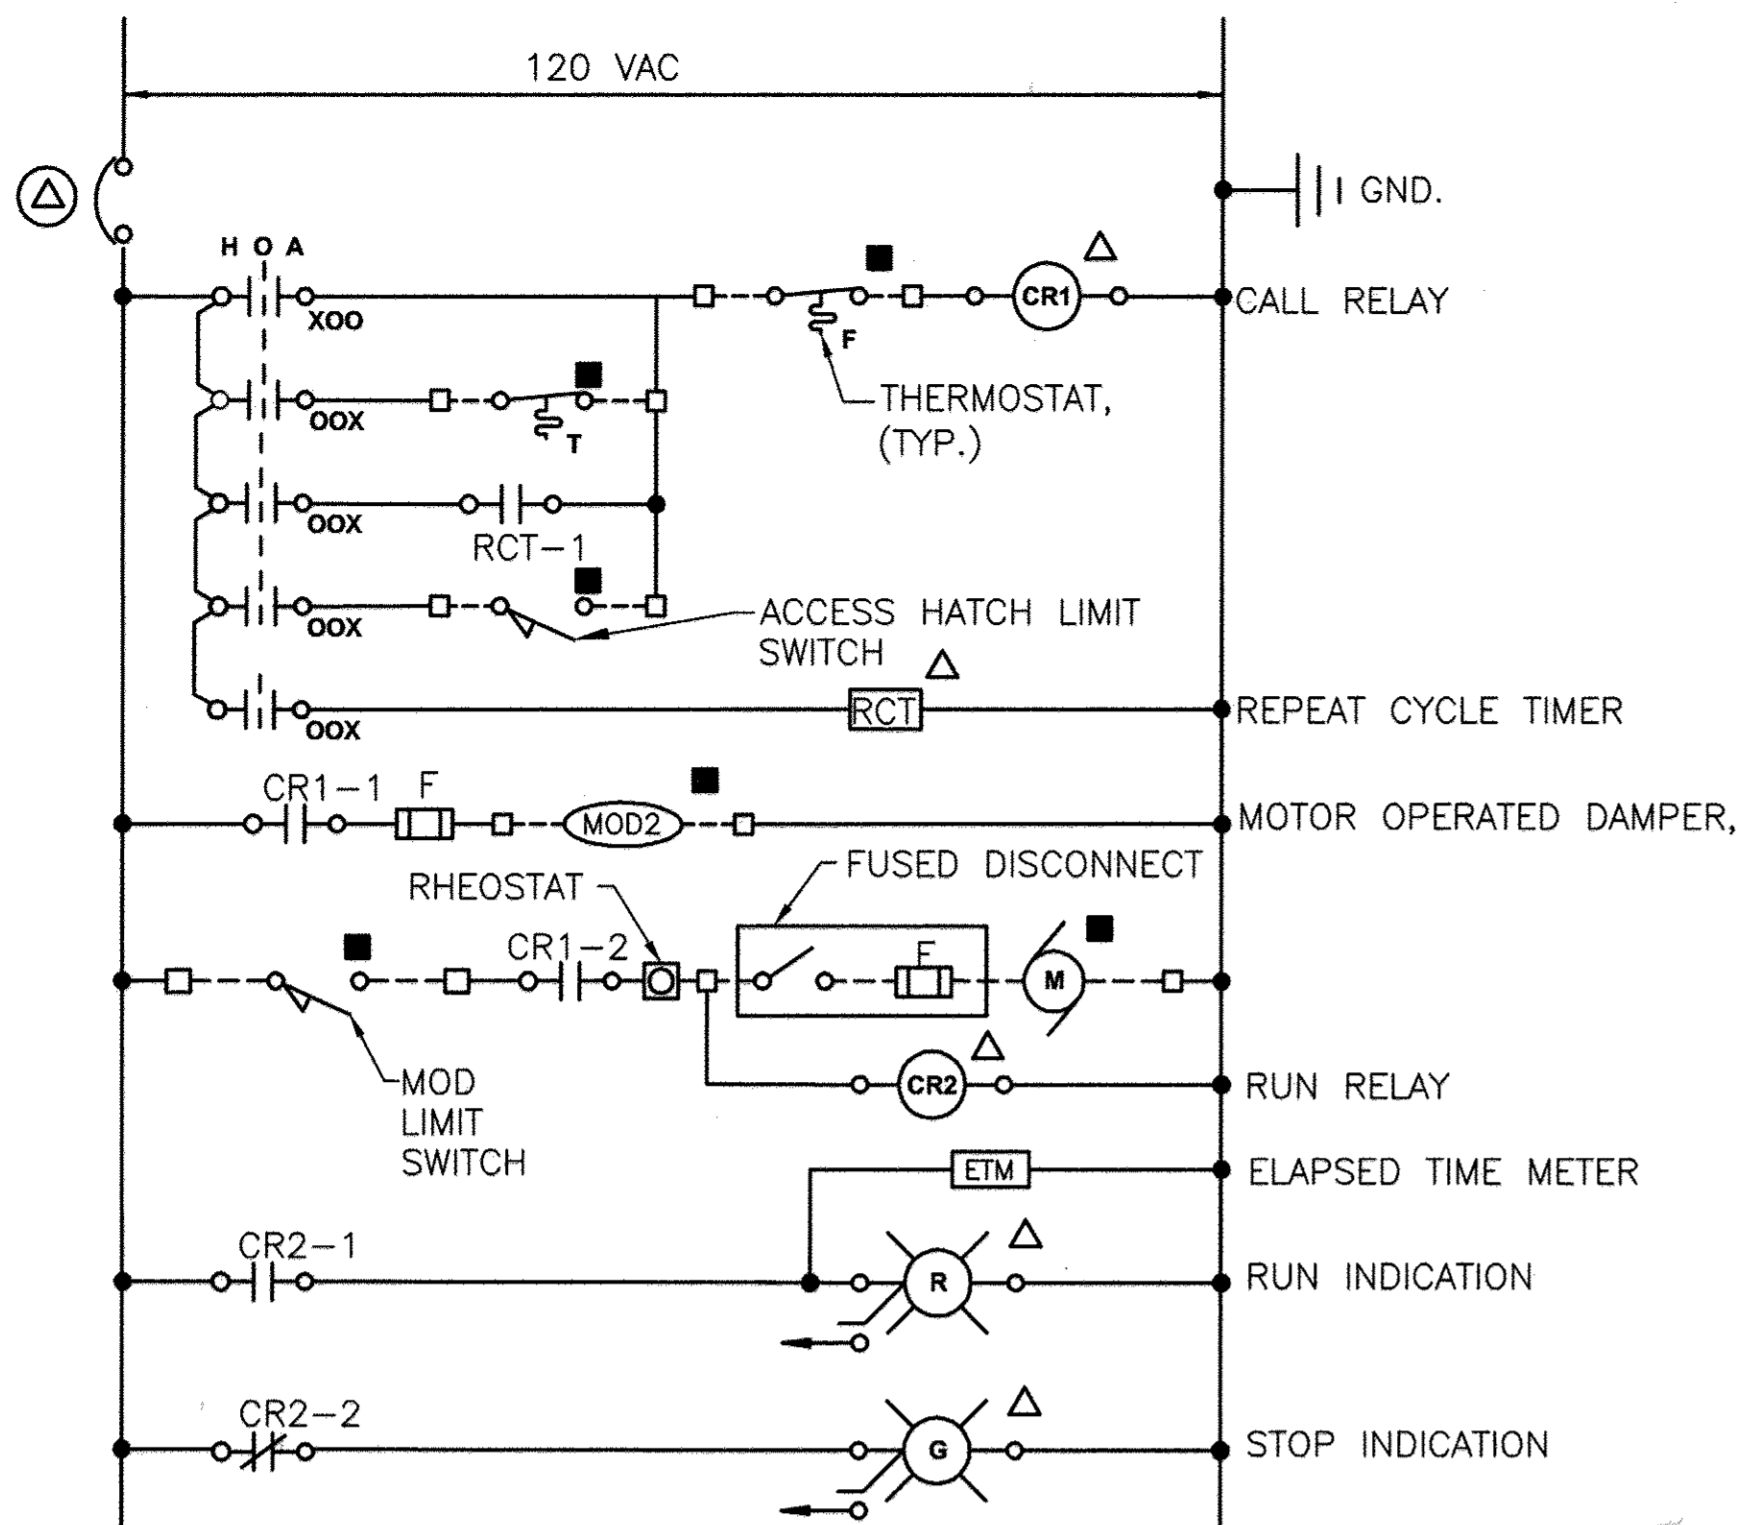 120 VAC
GND.
H O A
XOO
F
CR1
CALL RELAY
THERMOSTAT,
(TYP.)
OOX
T
OOX
RCT-1
OOX
ACCESS HATCH LIMIT
SWITCH
OOX
RCT
REPEAT CYCLE TIMER
CR1-1
F
MOD2
MOTOR OPERATED DAMPER,
FUSED DISCONNECT
RHEOSTAT
CR1-2
F
M
MOD
LIMIT
SWITCH
CR2
RUN RELAY
ETM
ELAPSED TIME METER
CR2-1
R
RUN INDICATION
CR2-2
G
STOP INDICATION